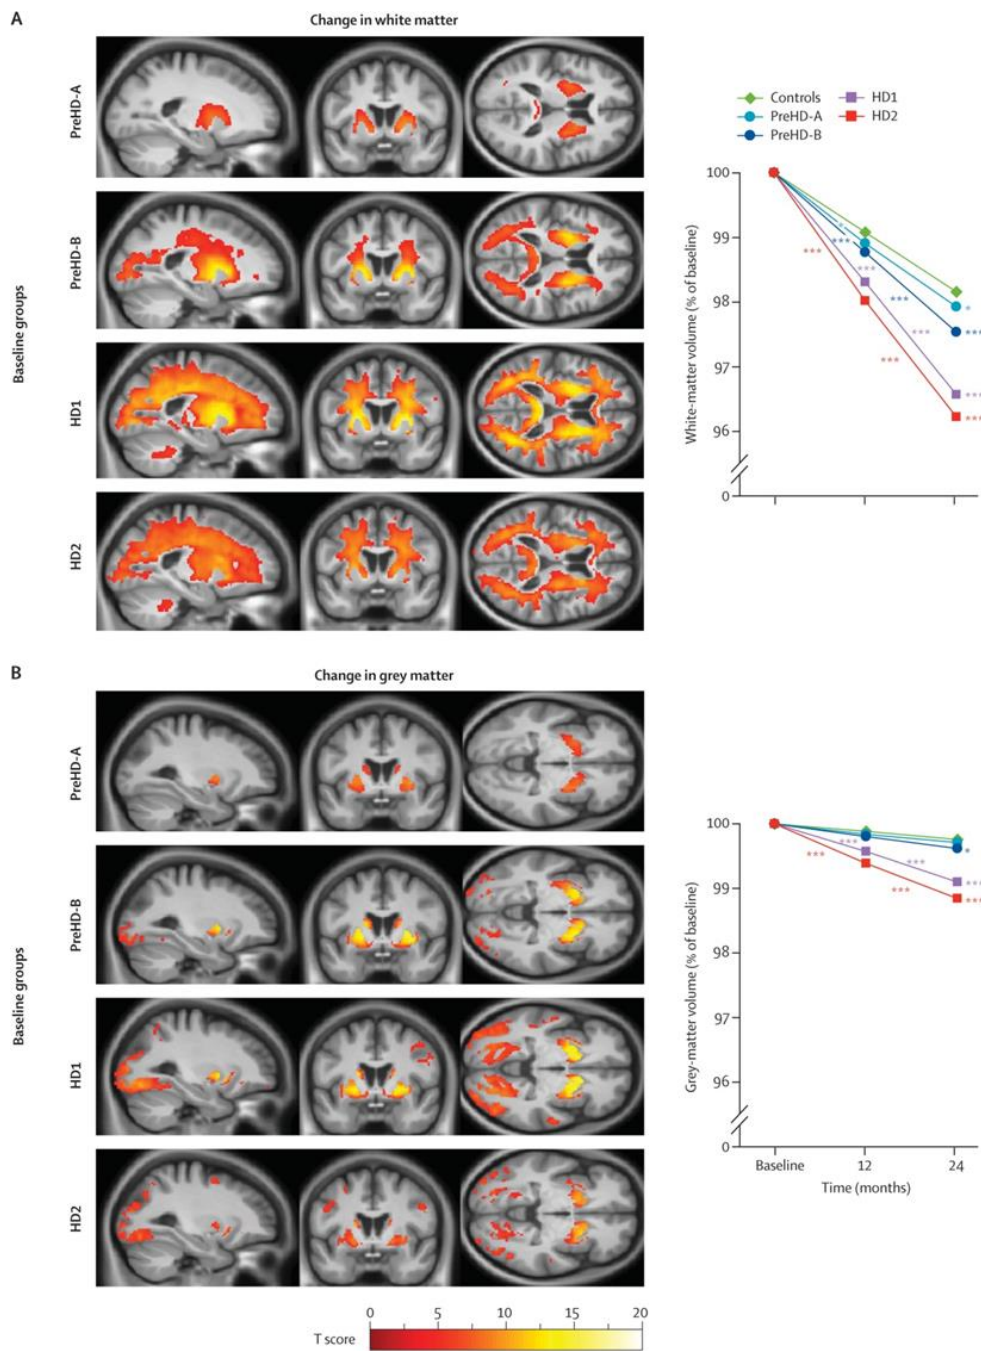 A
Change in white matter
Baseline groups
PreHD-A
PreHD-B
HD1
HD2
Controls
PreHD-A
PreHD-B
HD1
HD2
White-matter volume (% of baseline)
100
99
98
97
96
0
*
***
***
***
***
***
***
*
***
***
***
B
Change in grey matter
Baseline groups
PreHD-A
PreHD-B
HD1
HD2
Grey-matter volume (% of baseline)
100
99
98
97
96
0
***
***
***
***
*
***
***
Baseline
12
24
Time (months)
T score
0
5
10
15
20